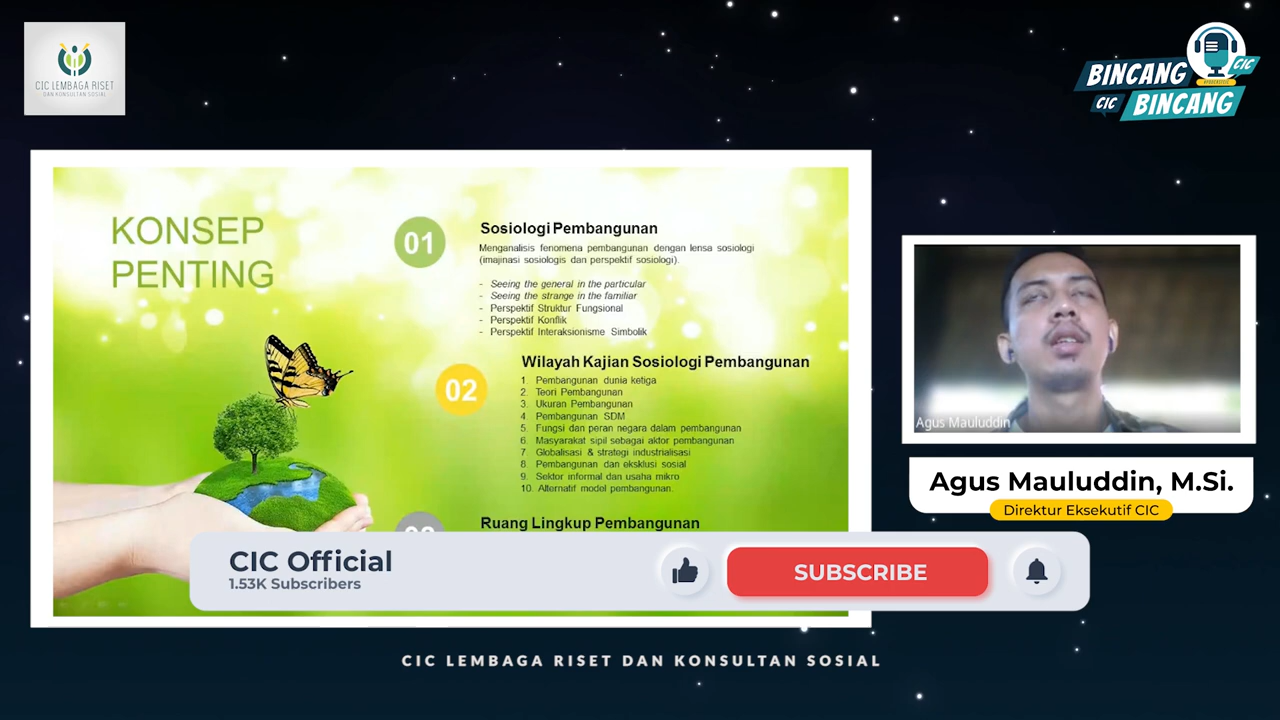 CIC LEMBAGA RISET
DAN KONSULTAN SOSIAL
BINCANG
CIC
CIC
BINCANG
KONSEP
PENTING
01
Sosiologi Pembangunan
Menganalisis fenomena pembangunan dengan lensa sosiologi
(imajinasi sosiologis dan perspektif sosiologi).
- Seeing the general in the particular
- Seeing the strange in the familiar
- Perspektif Struktur Fungsional
- Perspektif Konflik
- Perspektif Interaksionisme Simbolik
02
Wilayah Kajian Sosiologi Pembangunan
1. Pembangunan dunia ketiga
2. Teori Pembangunan
3. Ukuran Pembangunan
4. Pembangunan SDM
5. Fungsi dan peran negara dalam pembangunan
6. Masyarakat sipil sebagai aktor pembangunan
7. Globalisasi & strategi industrialisasi
8. Pembangunan dan eksklusi sosial
9. Sektor informal dan usaha mikro
10. Alternatif model pembangunan.
Ruang Lingkup Pembangunan
Agus Mauluddin
Agus Mauluddin, M.Si.
Direktur Eksekutif CIC
CIC Official
1.53K Subscribers
SUBSCRIBE
CIC LEMBAGA RISET DAN KONSULTAN SOSIAL